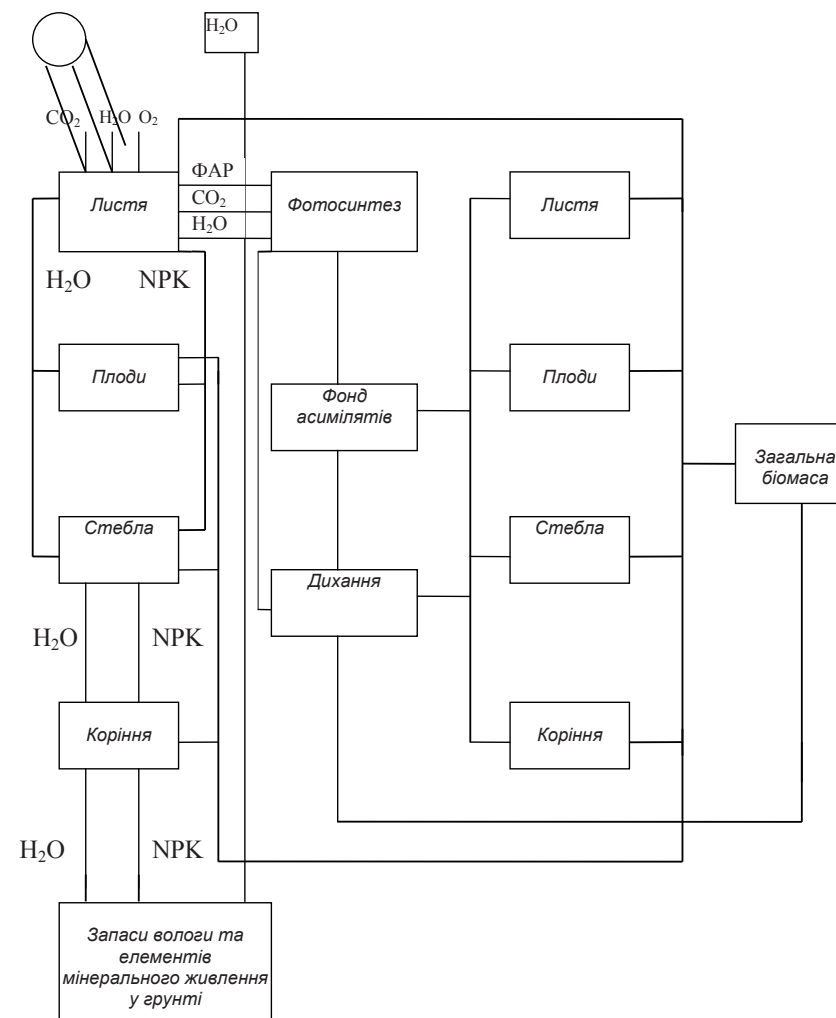 H₂O
CO₂ H₂O O₂
ФАР
Листя
CO₂
Фотосинтез
Листя
H₂O
H₂O NPK
Плоди
Фонд
асимілятів
Плоди
Загальна
біомаса
Стебла
Стебла
Дихання
H₂O NPK
Коріння
Коріння
H₂O NPK
Запаси вологи та
елементів
мінерального живлення
у грунті